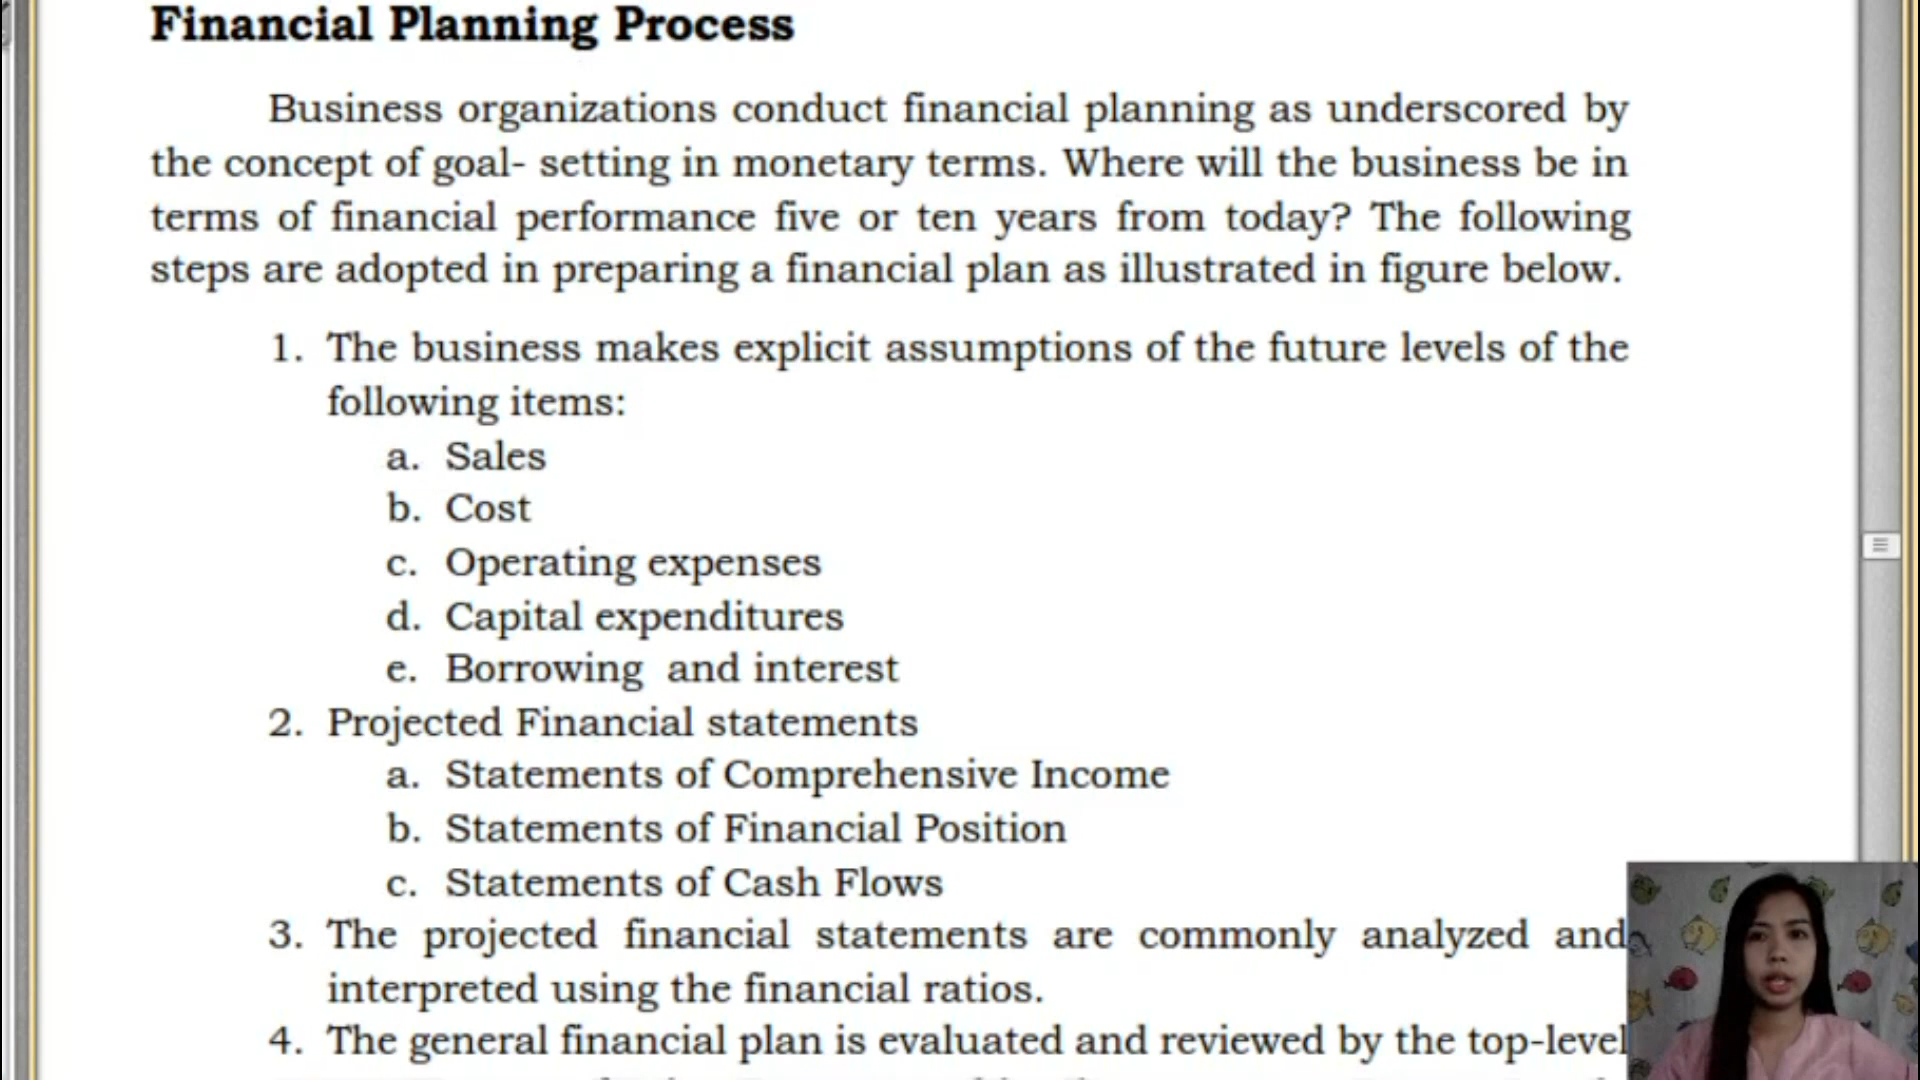 Financial Planning Process
Business organizations conduct financial planning as underscored by
the concept of goal- setting in monetary terms. Where will the business be in
terms of financial performance five or ten years from today? The following
steps are adopted in preparing a financial plan as illustrated in figure below.
1. The business makes explicit assumptions of the future levels of the
following items:
a. Sales
b. Cost
c. Operating expenses
d. Capital expenditures
e. Borrowing and interest
2. Projected Financial statements
a. Statements of Comprehensive Income
b. Statements of Financial Position
c. Statements of Cash Flows
3. The projected financial statements are commonly analyzed and
interpreted using the financial ratios.
4. The general financial plan is evaluated and reviewed by the top-level